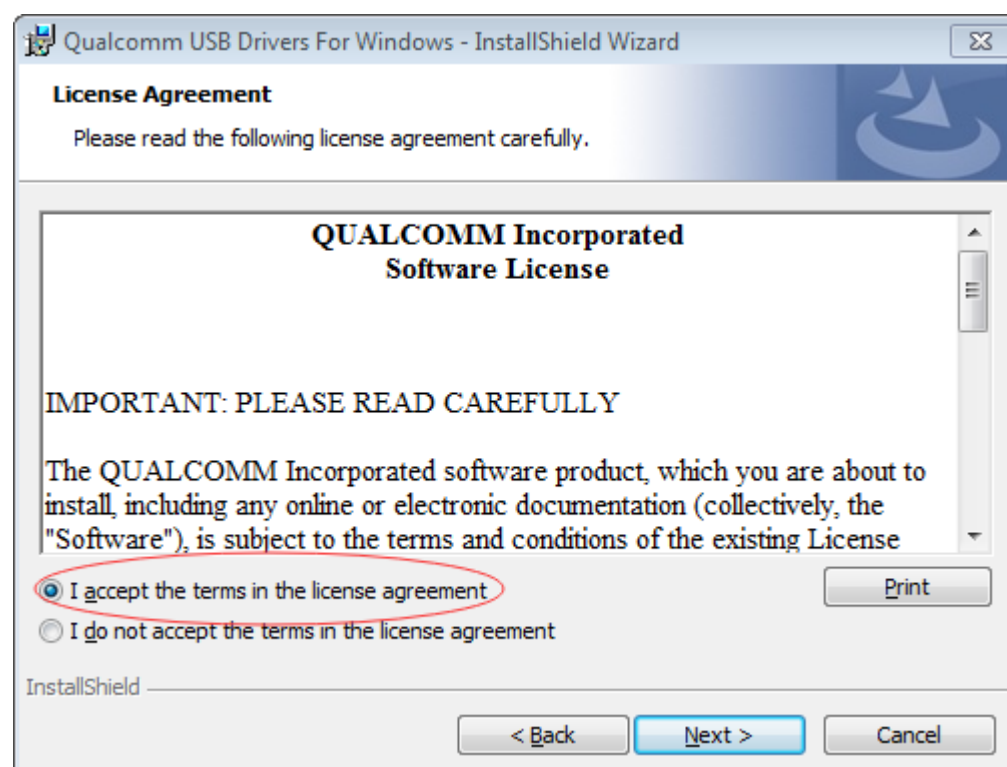 Qualcomm USB Drivers For Windows - InstallShield Wizard
License Agreement
Please read the following license agreement carefully.
QUALCOMM Incorporated
Software License
IMPORTANT: PLEASE READ CAREFULLY
The QUALCOMM Incorporated software product, which you are about to
install, including any online or electronic documentation (collectively, the
"Software"), is subject to the terms and conditions of the existing License
I accept the terms in the license agreement
Print
I do not accept the terms in the license agreement
InstallShield
< Back
Next >
Cancel